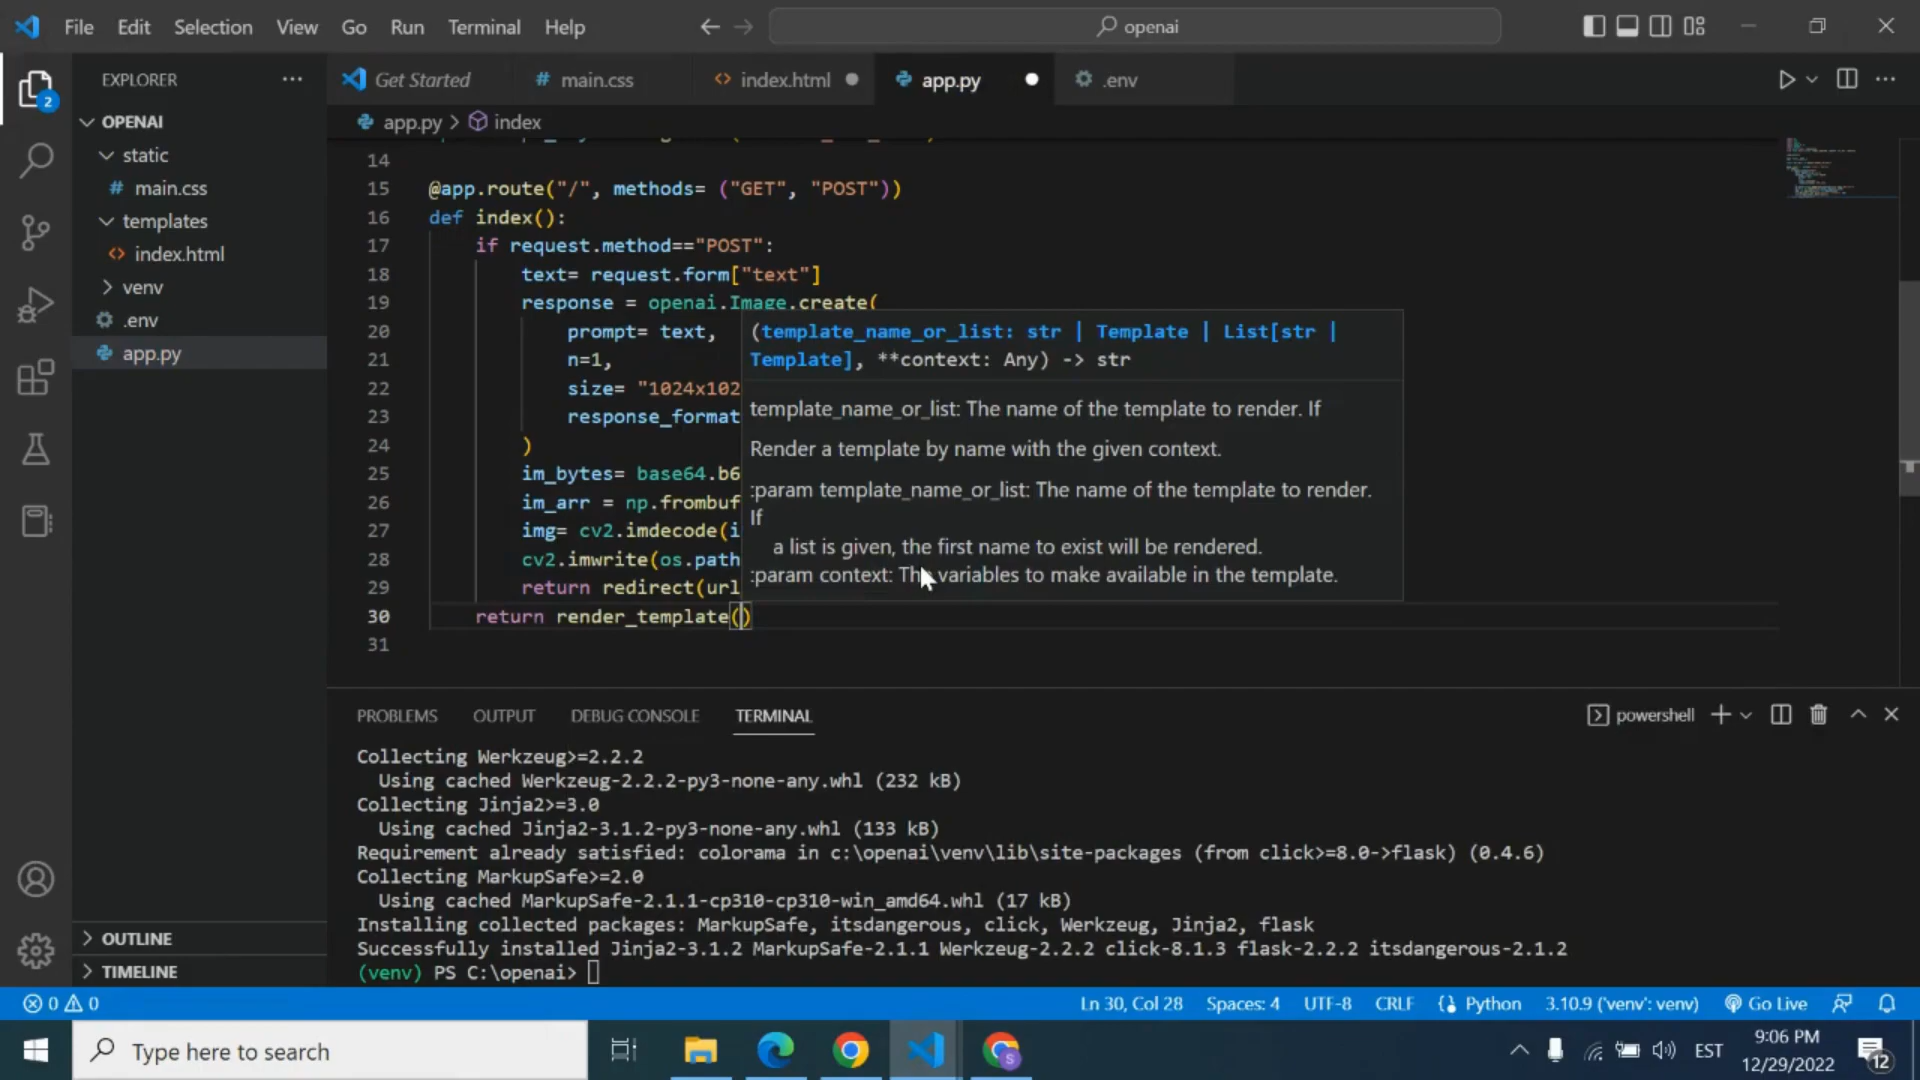 File Edit Selection View Go Run Terminal Help openai
EXPLORER
Get Started
main.css
index.html
app.py
.env
2
OPENAI
static
main.css
templates
index.html
venv
.env
app.py
OUTLINE
TIMELINE
app.py > index
14
15 @app.route("/", methods= ("GET", "POST"))
16 def index():
17 if request.method=="POST":
18 text= request.form["text"]
19 response = openai.Image.create(
20 prompt= text,
21 n=1,
22 size= "1024x102
23 response_format
24 )
25 im_bytes= base64.b6
26 im_arr = np.frombuf
27 img= cv2.imdecode(i
28 cv2.imwrite(os.path
29 return redirect(url
30 return render_template()
31
(template_name_or_list: str | Template | List[str |
Template], **context: Any) -> str
template_name_or_list: The name of the template to render. If
Render a template by name with the given context.
:param template_name_or_list: The name of the template to render.
If
a list is given, the first name to exist will be rendered.
:param context: The variables to make available in the template.
PROBLEMS OUTPUT DEBUG CONSOLE TERMINAL
powershell
Collecting Werkzeug>=2.2.2
Using cached Werkzeug-2.2.2-py3-none-any.whl (232 kB)
Collecting Jinja2>=3.0
Using cached Jinja2-3.1.2-py3-none-any.whl (133 kB)
Requirement already satisfied: colorama in c:\openai\venv\lib\site-packages (from click>=8.0->flask) (0.4.6)
Collecting MarkupSafe>=2.0
Using cached MarkupSafe-2.1.1-cp310-cp310-win_amd64.whl (17 kB)
Installing collected packages: MarkupSafe, itsdangerous, click, Werkzeug, Jinja2, flask
Successfully installed Jinja2-3.1.2 MarkupSafe-2.1.1 Werkzeug-2.2.2 click-8.1.3 flask-2.2.2 itsdangerous-2.1.2
(venv) PS C:\openai>
0 0 Ln 30, Col 28 Spaces: 4 UTF-8 CRLF Python 3.10.9 ('venv': venv) Go Live
Type here to search
S
EST
9:06 PM
12/29/2022
12